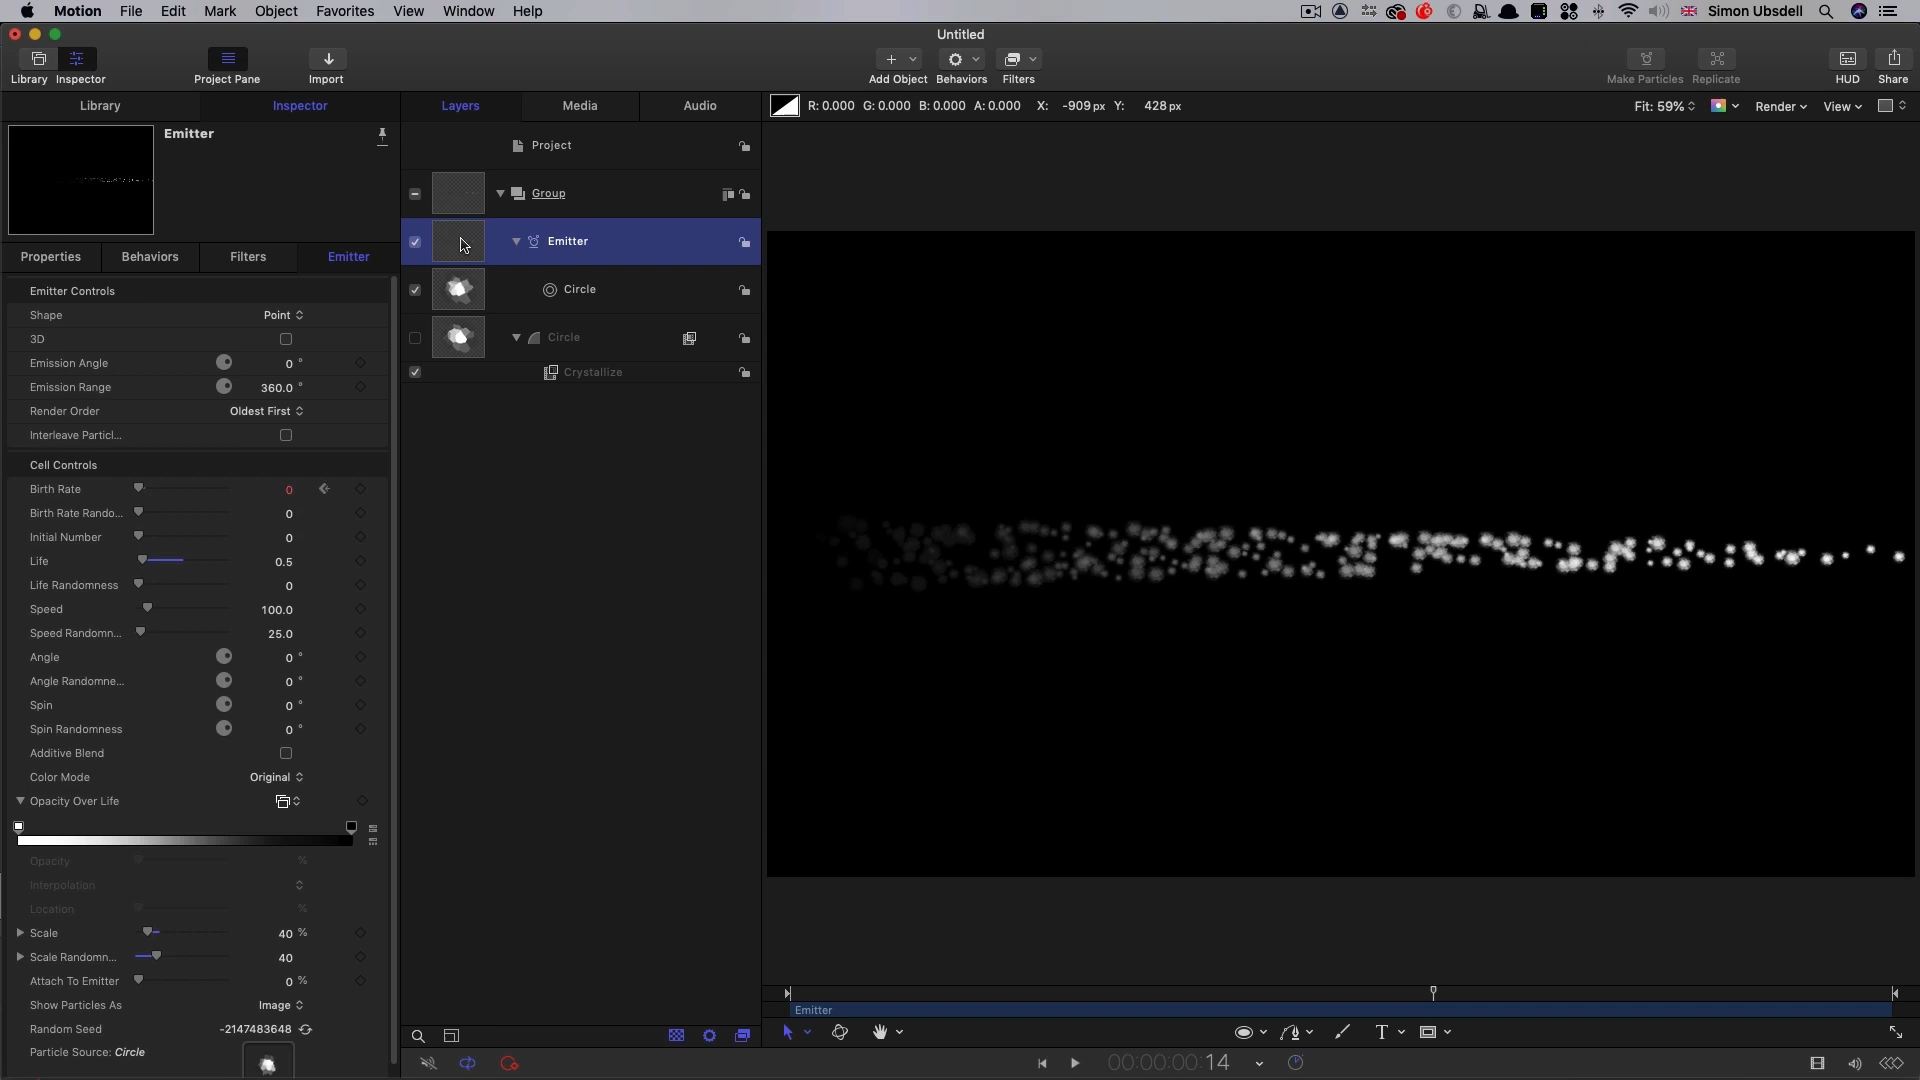 Motion File Edit Mark Object Favorites View Window Help Simon Ubsdell
Untitled
Library Inspector Project Pane Import Add Object Behaviors Filters Make Particles Replicate HUD Share
Library Inspector Layers Media Audio R: 0.000 G: 0.000 B: 0.000 A: 0.000 X: -909 px Y: 428 px Fit: 59% Render View
Emitter
Project
Group
Emitter
Circle
Circle
Crystallize
Properties Behaviors Filters Emitter
Emitter Controls
Shape Point
3D
Emission Angle 0 °
Emission Range 360.0 °
Render Order Oldest First
Interleave Particl...
Cell Controls
Birth Rate 0
Birth Rate Rando... 0
Initial Number 0
Life 0.5
Life Randomness 0
Speed 100.0
Speed Randomn... 25.0
Angle 0 °
Angle Randomne... 0 °
Spin 0 °
Spin Randomness 0 °
Additive Blend
Color Mode Original
Opacity Over Life
Opacity %
Interpolation
Location %
Scale 40 %
Scale Randomn... 40
Attach To Emitter 0 %
Show Particles As Image
Random Seed -2147483648
Particle Source: Circle
Emitter
T
00:00:00:14